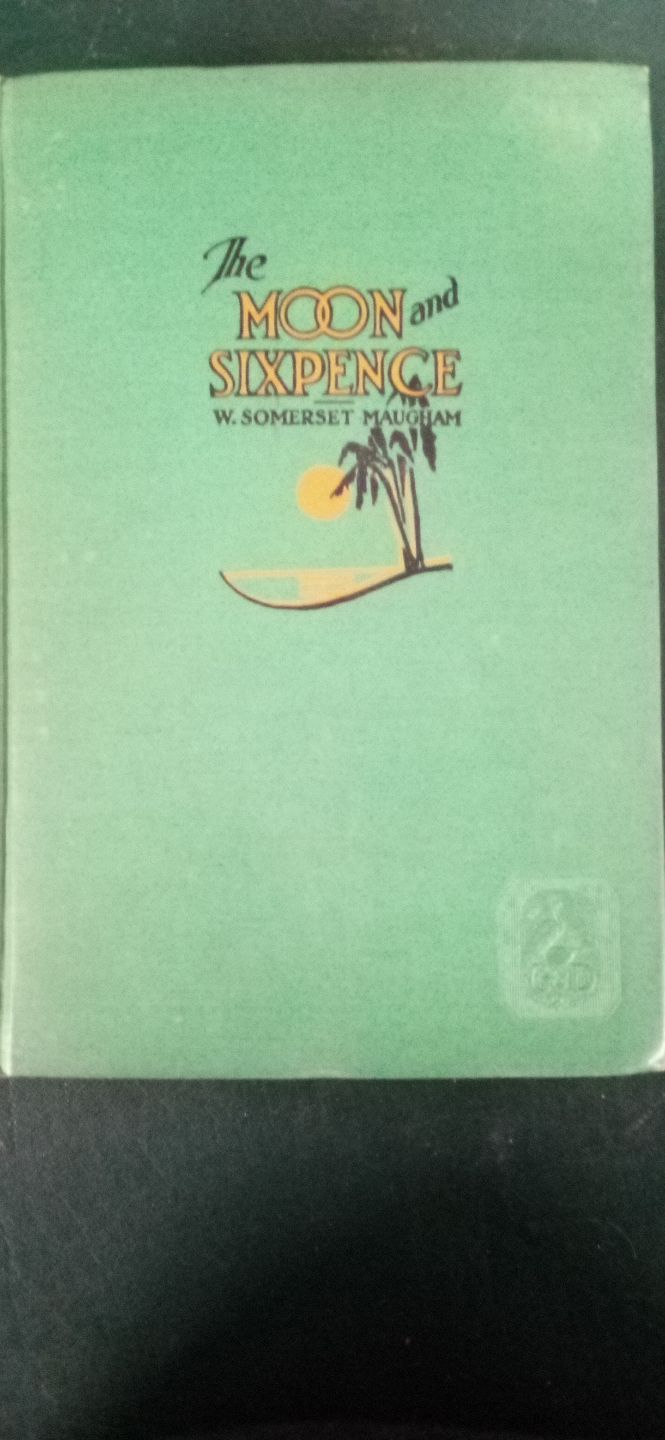 The
MOON and
SIXPENCE
W. SOMERSET MAUGHAM